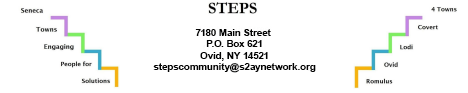 STEPS
Seneca
Towns
Engaging
People for
Solutions
7180 Main Street
P.O. Box 621
Ovid, NY 14521
stepscommunity@s2aynetwork.org
4 Towns
Covert
Lodi
Ovid
Romulus